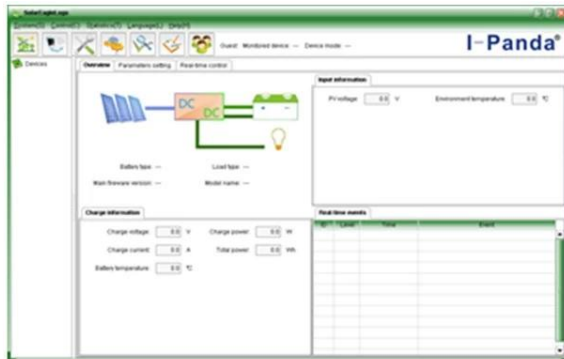 SolarEagleLogo
System(S) Control(C) Statistics(T) Language(L) Help(H)
Guest: Monitored device --- Device mode ---
I-Panda®
Devices
Overview Parameters setting Real-time control
Input information
DC
DC
PV voltage: 0.0 V Environment temperature: 0.0 ℃
Battery type: --- Load type: ---
Main fireware version: --- Model name: ---
Charge information
Charge voltage: 0.0 V Charge power: 0.0 W
Charge current: 0.0 A Total power: 0.0 Wh
Battery temperature: 0.0 ℃
Real-time events
ID Level Time Event